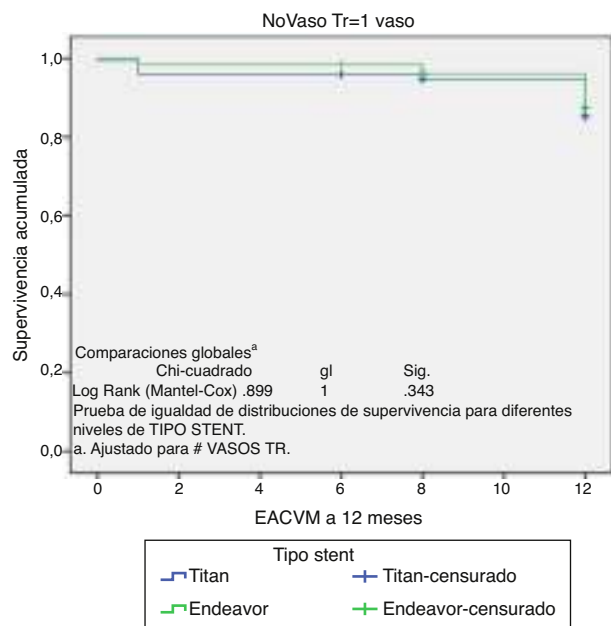 NoVaso Tr=1 vaso
1,0
0,8
0,6
0,4
0,2
0,0
Supervivencia acumulada
Comparaciones globalesa
Chi-cuadrado gl Sig.
Log Rank (Mantel-Cox) .899 1 .343
Prueba de igualdad de distribuciones de supervivencia para diferentes
niveles de TIPO STENT.
a. Ajustado para # VASOS TR.
0 2 4 6 8 10 12
EACVM a 12 meses
Tipo stent
Titan Titan-censurado
Endeavor Endeavor-censurado